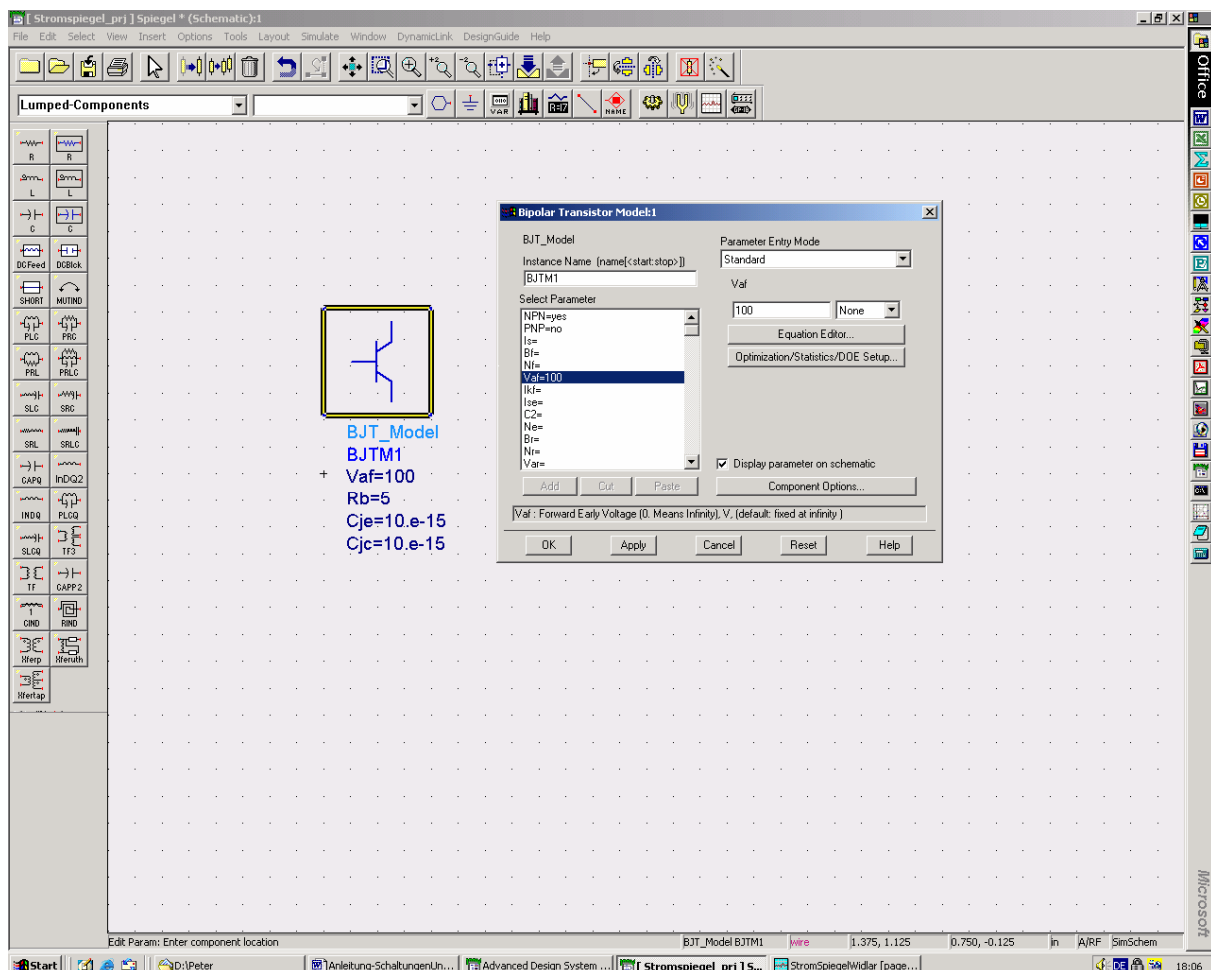 [ Stromspiegel_prj ] Spiegel * (Schematic):1
File Edit Select View Insert Options Tools Layout Simulate Window DynamicLink DesignGuide Help
VAR
NAME
Lumped-Components
R R
L L
C C
DCFeed DCBlck
SHORT MUTIND
PLC PRC
PRL PRLC
SLC SRC
SRL SRLC
CAPQ InDQ2
INDQ PLCQ
SLCQ TF3
TF CAPP2
CIND RIND
Xferp Xferuth
Xfertap
BJT_Model
BJTM1
Vaf=100
Rb=5
Cje=10.e-15
Cjc=10.e-15
Bipolar Transistor Model:1
BJT_Model
Instance Name (name[<start:stop>])
BJTM1
Select Parameter
NPN=yes
PNP=no
Is=
Bf=
Nf=
Vaf=100
Ikf=
Ise=
C2=
Ne=
Br=
Nr=
Var=
Add Cut Paste
Parameter Entry Mode
Standard
Vaf
100 None
Equation Editor...
Optimization/Statistics/DOE Setup...
Display parameter on schematic
Component Options...
Vaf : Forward Early Voltage (0. Means Infinity), V, (default: fixed at infinity )
OK Apply Cancel Reset Help
Office
Microsoft
Edit Param: Enter component location
BJT_Model BJTM1 wire 1.375, 1.125 0.750, -0.125 in A/RF SimSchem
Start D:\Peter Anleitung-SchaltungenUn... Advanced Design System ... [ Stromspiegel_prj ] S... StromSpiegelWidlar [page... DE 18:06